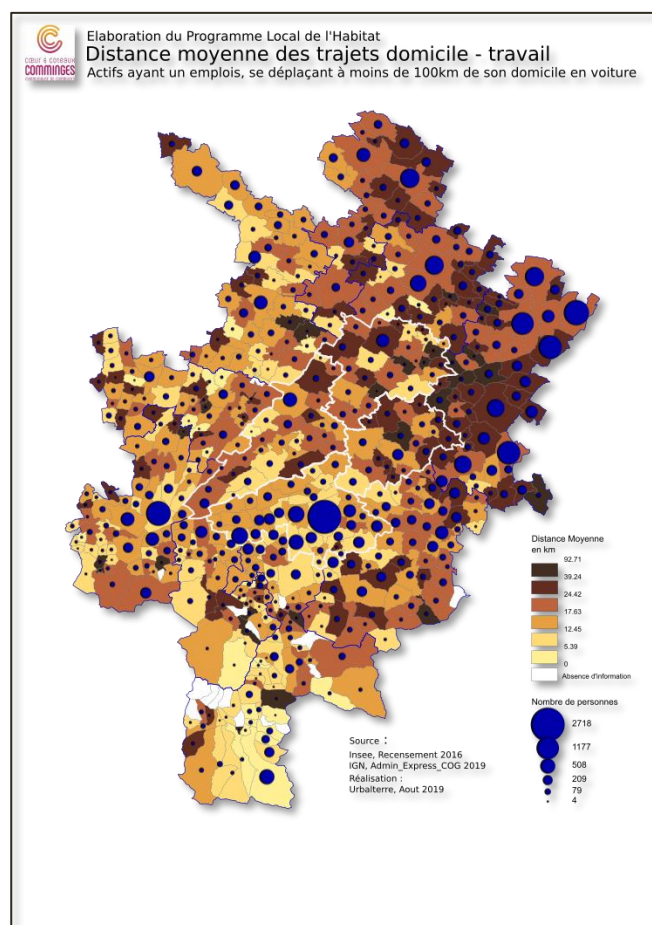 Elaboration du Programme Local de l'Habitat
Distance moyenne des trajets domicile - travail
Actifs ayant un emplois, se déplaçant à moins de 100km de son domicile en voiture
Cœur & coteaux
COMMINGES
Distance Moyenne
en km
92.71
39.24
24.42
17.63
12.45
5.39
0
Absence d'information
Nombre de personnes
2718
1177
508
209
79
4
Source :
Insee, Recensement 2016
IGN, Admin_Express_COG 2019
Réalisation :
Urbalterre, Aout 2019